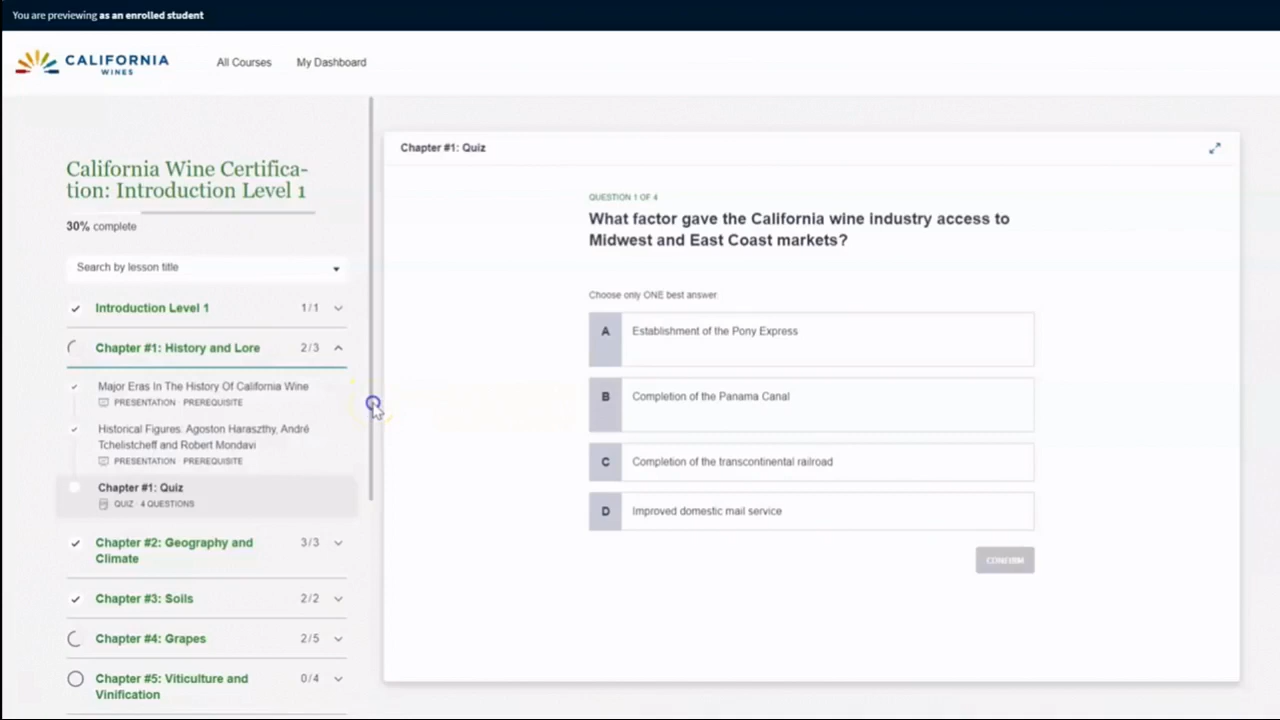 You are previewing as an enrolled student
CALIFORNIA
WINES
All Courses
My Dashboard
California Wine Certifica-
tion: Introduction Level 1
30% complete
Search by lesson title
Introduction Level 1 1/1
Chapter #1: History and Lore 2/3
Major Eras In The History Of California Wine
PRESENTATION · PREREQUISITE
Historical Figures: Agoston Haraszthy, André
Tchelistcheff and Robert Mondavi
PRESENTATION · PREREQUISITE
Chapter #1: Quiz
QUIZ · 4 QUESTIONS
Chapter #2: Geography and 3/3
Climate
Chapter #3: Soils 2/2
Chapter #4: Grapes 2/5
Chapter #5: Viticulture and 0/4
Vinification
Chapter #1: Quiz
QUESTION 1 OF 4
What factor gave the California wine industry access to
Midwest and East Coast markets?
Choose only ONE best answer
A Establishment of the Pony Express
B Completion of the Panama Canal
C Completion of the transcontinental railroad
D Improved domestic mail service
CONFIRM